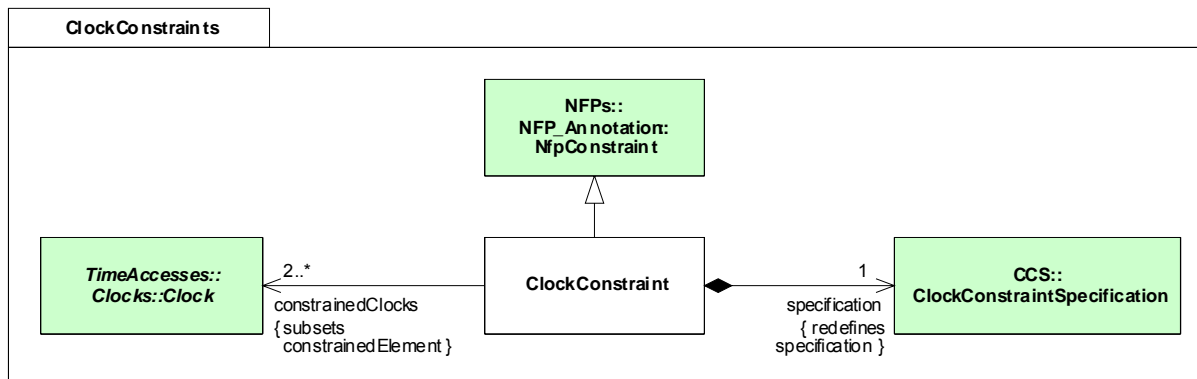 ClockConstraints
NFPs::
NFP_Annotation::
NfpConstraint
TimeAccesses::
Clocks::Clock
2..*
constrainedClocks
{ subsets
constrainedElement }
ClockConstraint
1
specification
{ redefines
specification }
CCS::
ClockConstraintSpecification